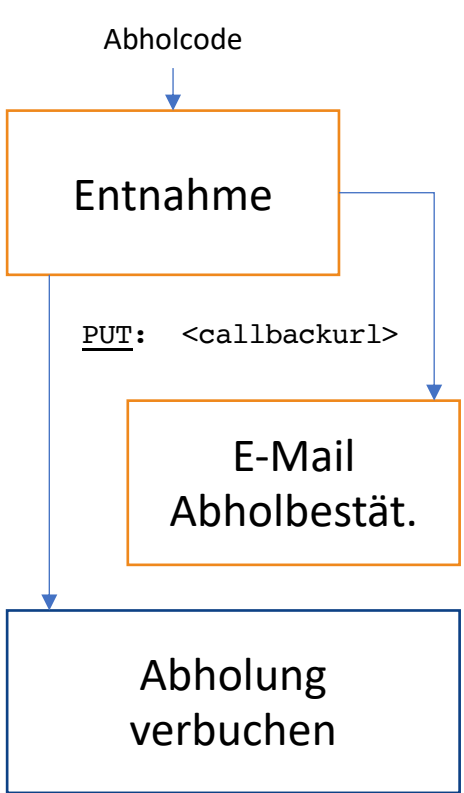 Abholcode
Entnahme
PUT: <callbackurl>
E-Mail
Abholbestät.
Abholung
verbuchen